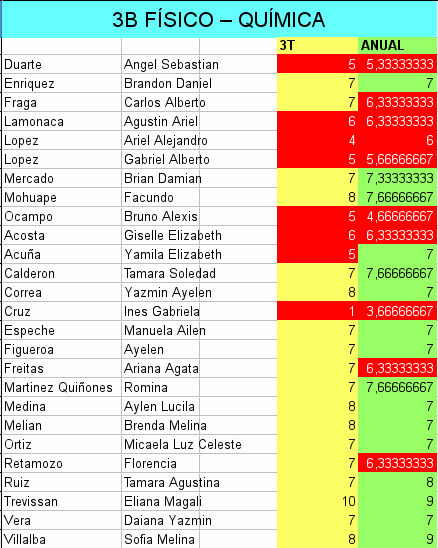 3B FÍSICO – QUÍMICA
3T ANUAL
Duarte Angel Sebastian 5 5,33333333
Enriquez Brandon Daniel 7 7
Fraga Carlos Alberto 7 6,33333333
Lamonaca Agustin Ariel 6 6,33333333
Lopez Ariel Alejandro 4 6
Lopez Gabriel Alberto 5 5,66666667
Mercado Brian Damian 7 7,33333333
Mohuape Facundo 8 7,66666667
Ocampo Bruno Alexis 5 4,66666667
Acosta Giselle Elizabeth 6 6,33333333
Acuña Yamila Elizabeth 5 7
Calderon Tamara Soledad 7 7,66666667
Correa Yazmin Ayelen 8 7
Cruz Ines Gabriela 1 3,66666667
Espeche Manuela Ailen 7 7
Figueroa Ayelen 7 7
Freitas Ariana Agata 7 6,33333333
Martinez Quiñones Romina 7 7,66666667
Medina Aylen Lucila 8 7
Melian Brenda Melina 8 7
Ortiz Micaela Luz Celeste 7 7
Retamozo Florencia 7 6,33333333
Ruiz Tamara Agustina 7 8
Trevissan Eliana Magali 10 9
Vera Daiana Yazmin 7 7
Villalba Sofia Melina 8 9